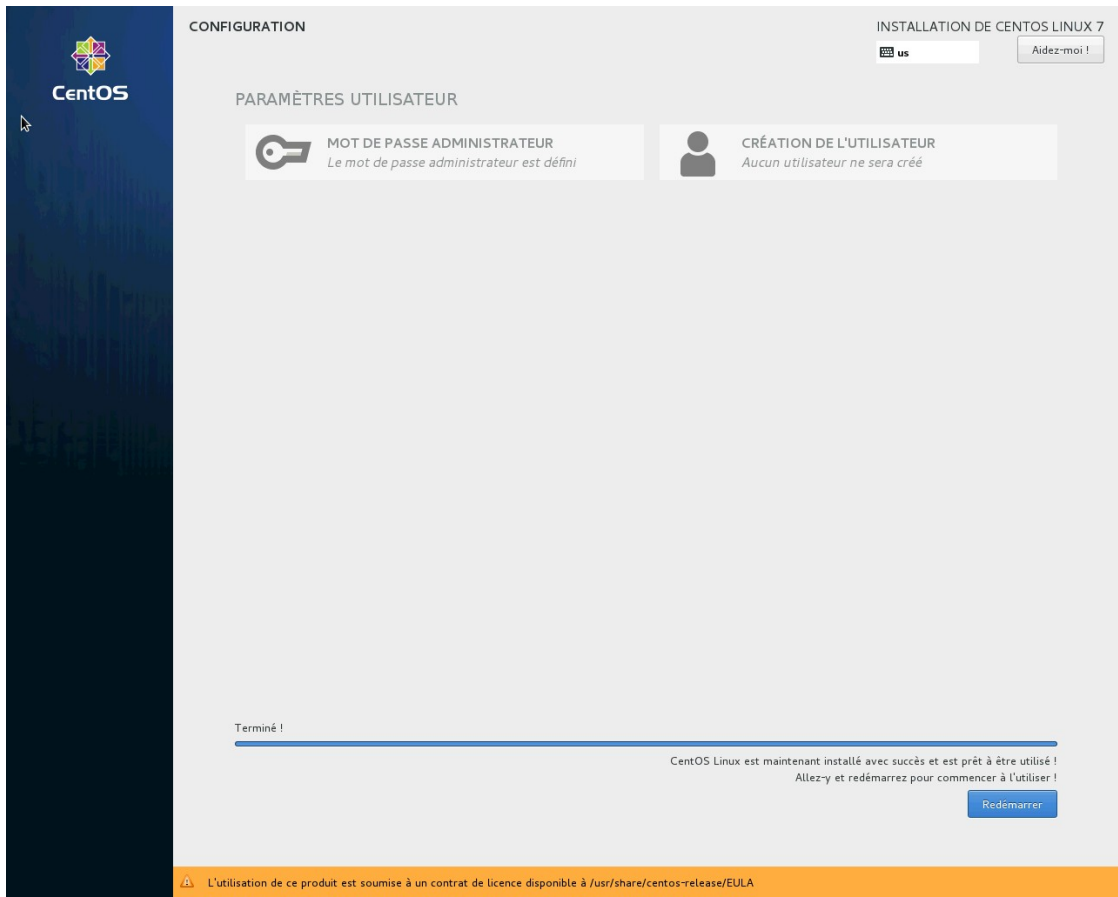 CONFIGURATION
INSTALLATION DE CENTOS LINUX 7
us
Aidez-moi !
CentOS
PARAMÈTRES UTILISATEUR
MOT DE PASSE ADMINISTRATEUR
Le mot de passe administrateur est défini
CRÉATION DE L'UTILISATEUR
Aucun utilisateur ne sera créé
Terminé !
CentOS Linux est maintenant installé avec succès et est prêt à être utilisé !
Allez-y et redémarrez pour commencer à l'utiliser !
Redémarrer
L'utilisation de ce produit est soumise à un contrat de licence disponible à /usr/share/centos-release/EULA